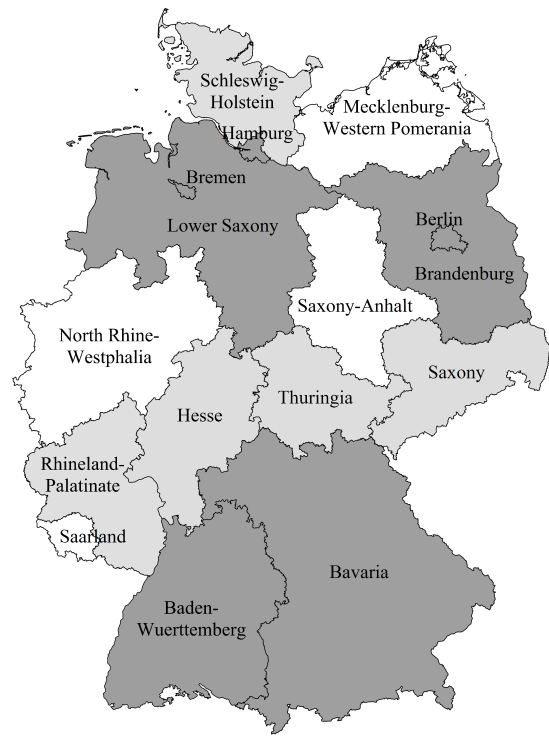 Schleswig-
Holstein
Mecklenburg-
Western Pomerania
Hamburg
Bremen
Lower Saxony
Berlin
Brandenburg
Saxony-Anhalt
North Rhine-
Westphalia
Saxony
Thuringia
Hesse
Rhineland-
Palatinate
Saarland
Bavaria
Baden-
Wuerttemberg